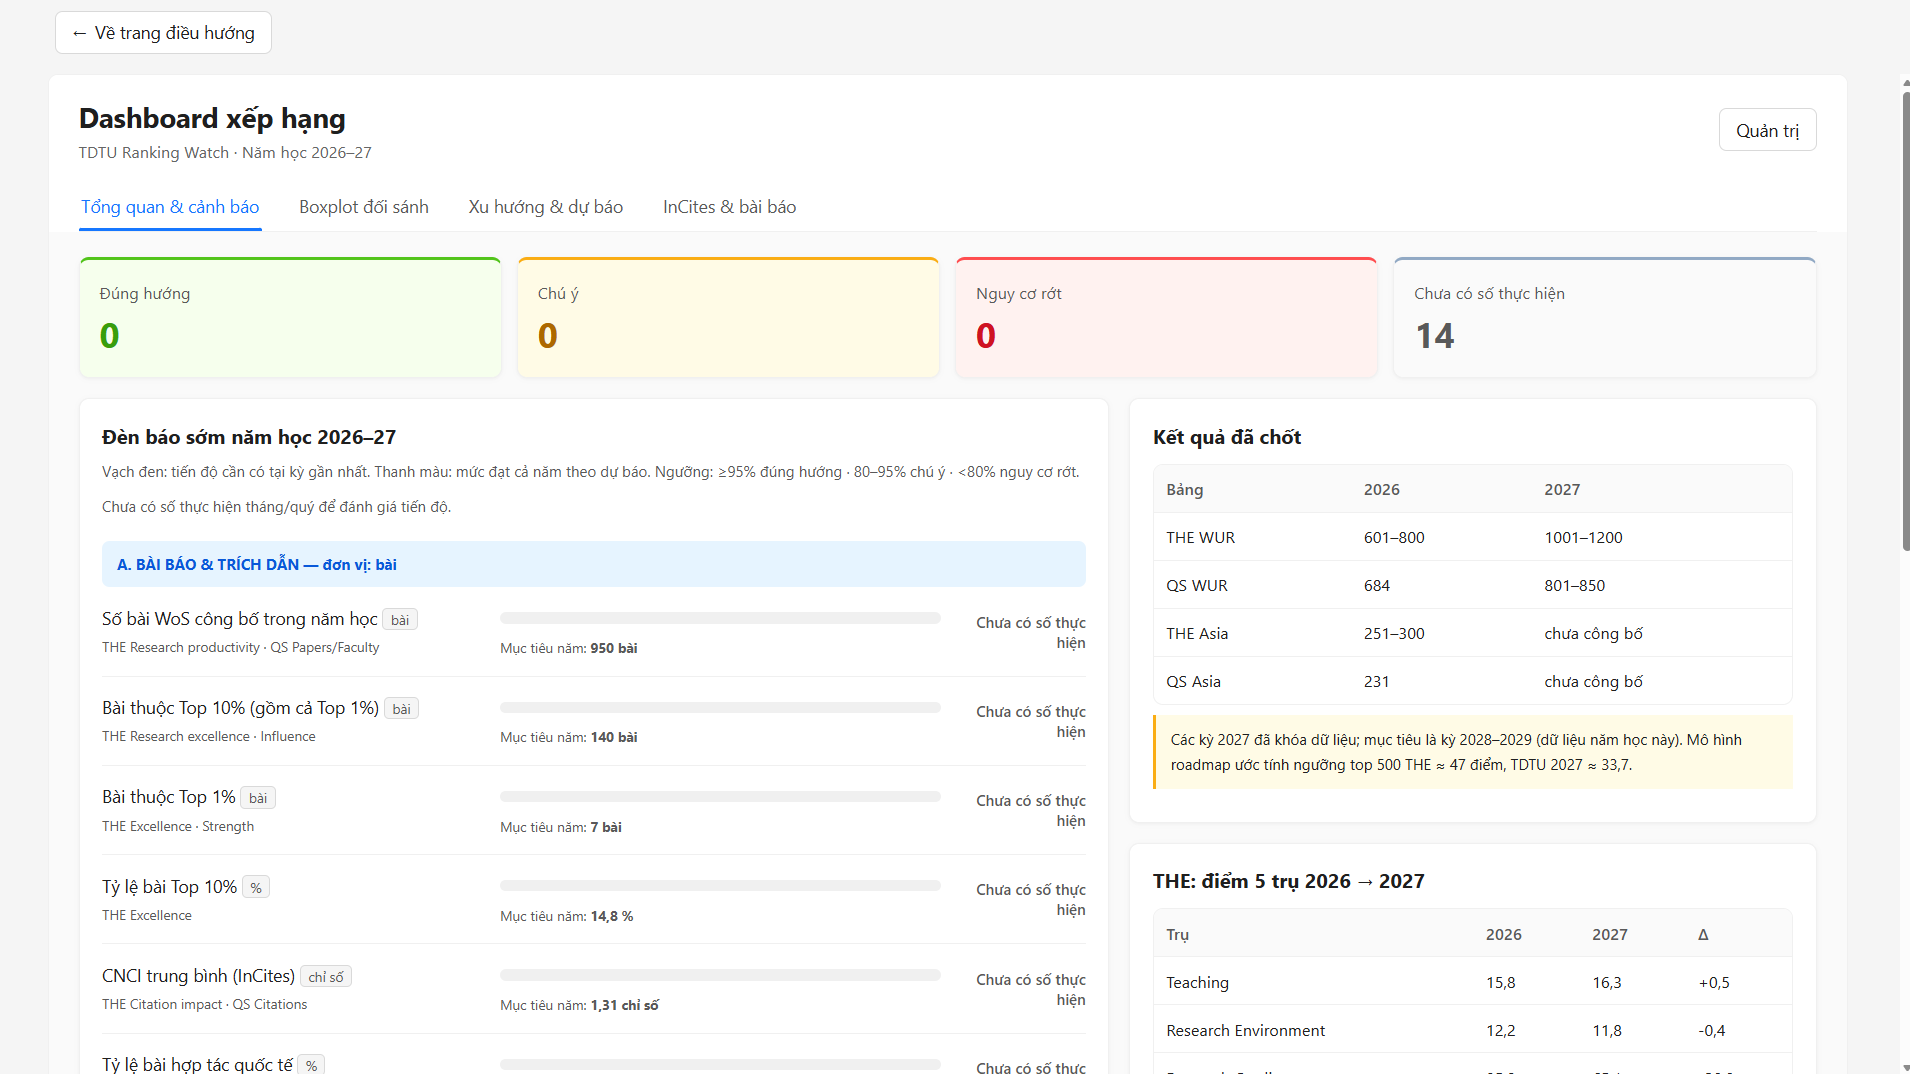 ← Về trang điều hướng
Dashboard xếp hạng
TDTU Ranking Watch · Năm học 2026–27
Quản trị
Tổng quan & cảnh báo
Boxplot đối sánh
Xu hướng & dự báo
InCites & bài báo
Đúng hướng
0
Chú ý
0
Nguy cơ rớt
0
Chưa có số thực hiện
14
Đèn báo sớm năm học 2026–27
Vạch đen: tiến độ cần có tại kỳ gần nhất. Thanh màu: mức đạt cả năm theo dự báo. Ngưỡng: ≥95% đúng hướng · 80–95% chú ý · <80% nguy cơ rớt.
Chưa có số thực hiện tháng/quý để đánh giá tiến độ.
A. BÀI BÁO & TRÍCH DẪN — đơn vị: bài
Số bài WoS công bố trong năm học bài
THE Research productivity · QS Papers/Faculty
Mục tiêu năm: 950 bài
Chưa có số thực
hiện
Bài thuộc Top 10% (gồm cả Top 1%) bài
THE Research excellence · Influence
Mục tiêu năm: 140 bài
Chưa có số thực
hiện
Bài thuộc Top 1% bài
THE Excellence · Strength
Mục tiêu năm: 7 bài
Chưa có số thực
hiện
Tỷ lệ bài Top 10% %
THE Excellence
Mục tiêu năm: 14,8 %
Chưa có số thực
hiện
CNCI trung bình (InCites) chỉ số
THE Citation impact · QS Citations
Mục tiêu năm: 1,31 chỉ số
Chưa có số thực
hiện
Tỷ lệ bài hợp tác quốc tế %
Chưa có số thực
Kết quả đã chốt
Bảng 2026 2027
THE WUR 601–800 1001–1200
QS WUR 684 801–850
THE Asia 251–300 chưa công bố
QS Asia 231 chưa công bố
Các kỳ 2027 đã khóa dữ liệu; mục tiêu là kỳ 2028–2029 (dữ liệu năm học này). Mô hình
roadmap ước tính ngưỡng top 500 THE ≈ 47 điểm, TDTU 2027 ≈ 33,7.
THE: điểm 5 trụ 2026 → 2027
Trụ 2026 2027 Δ
Teaching 15,8 16,3 +0,5
Research Environment 12,2 11,8 -0,4